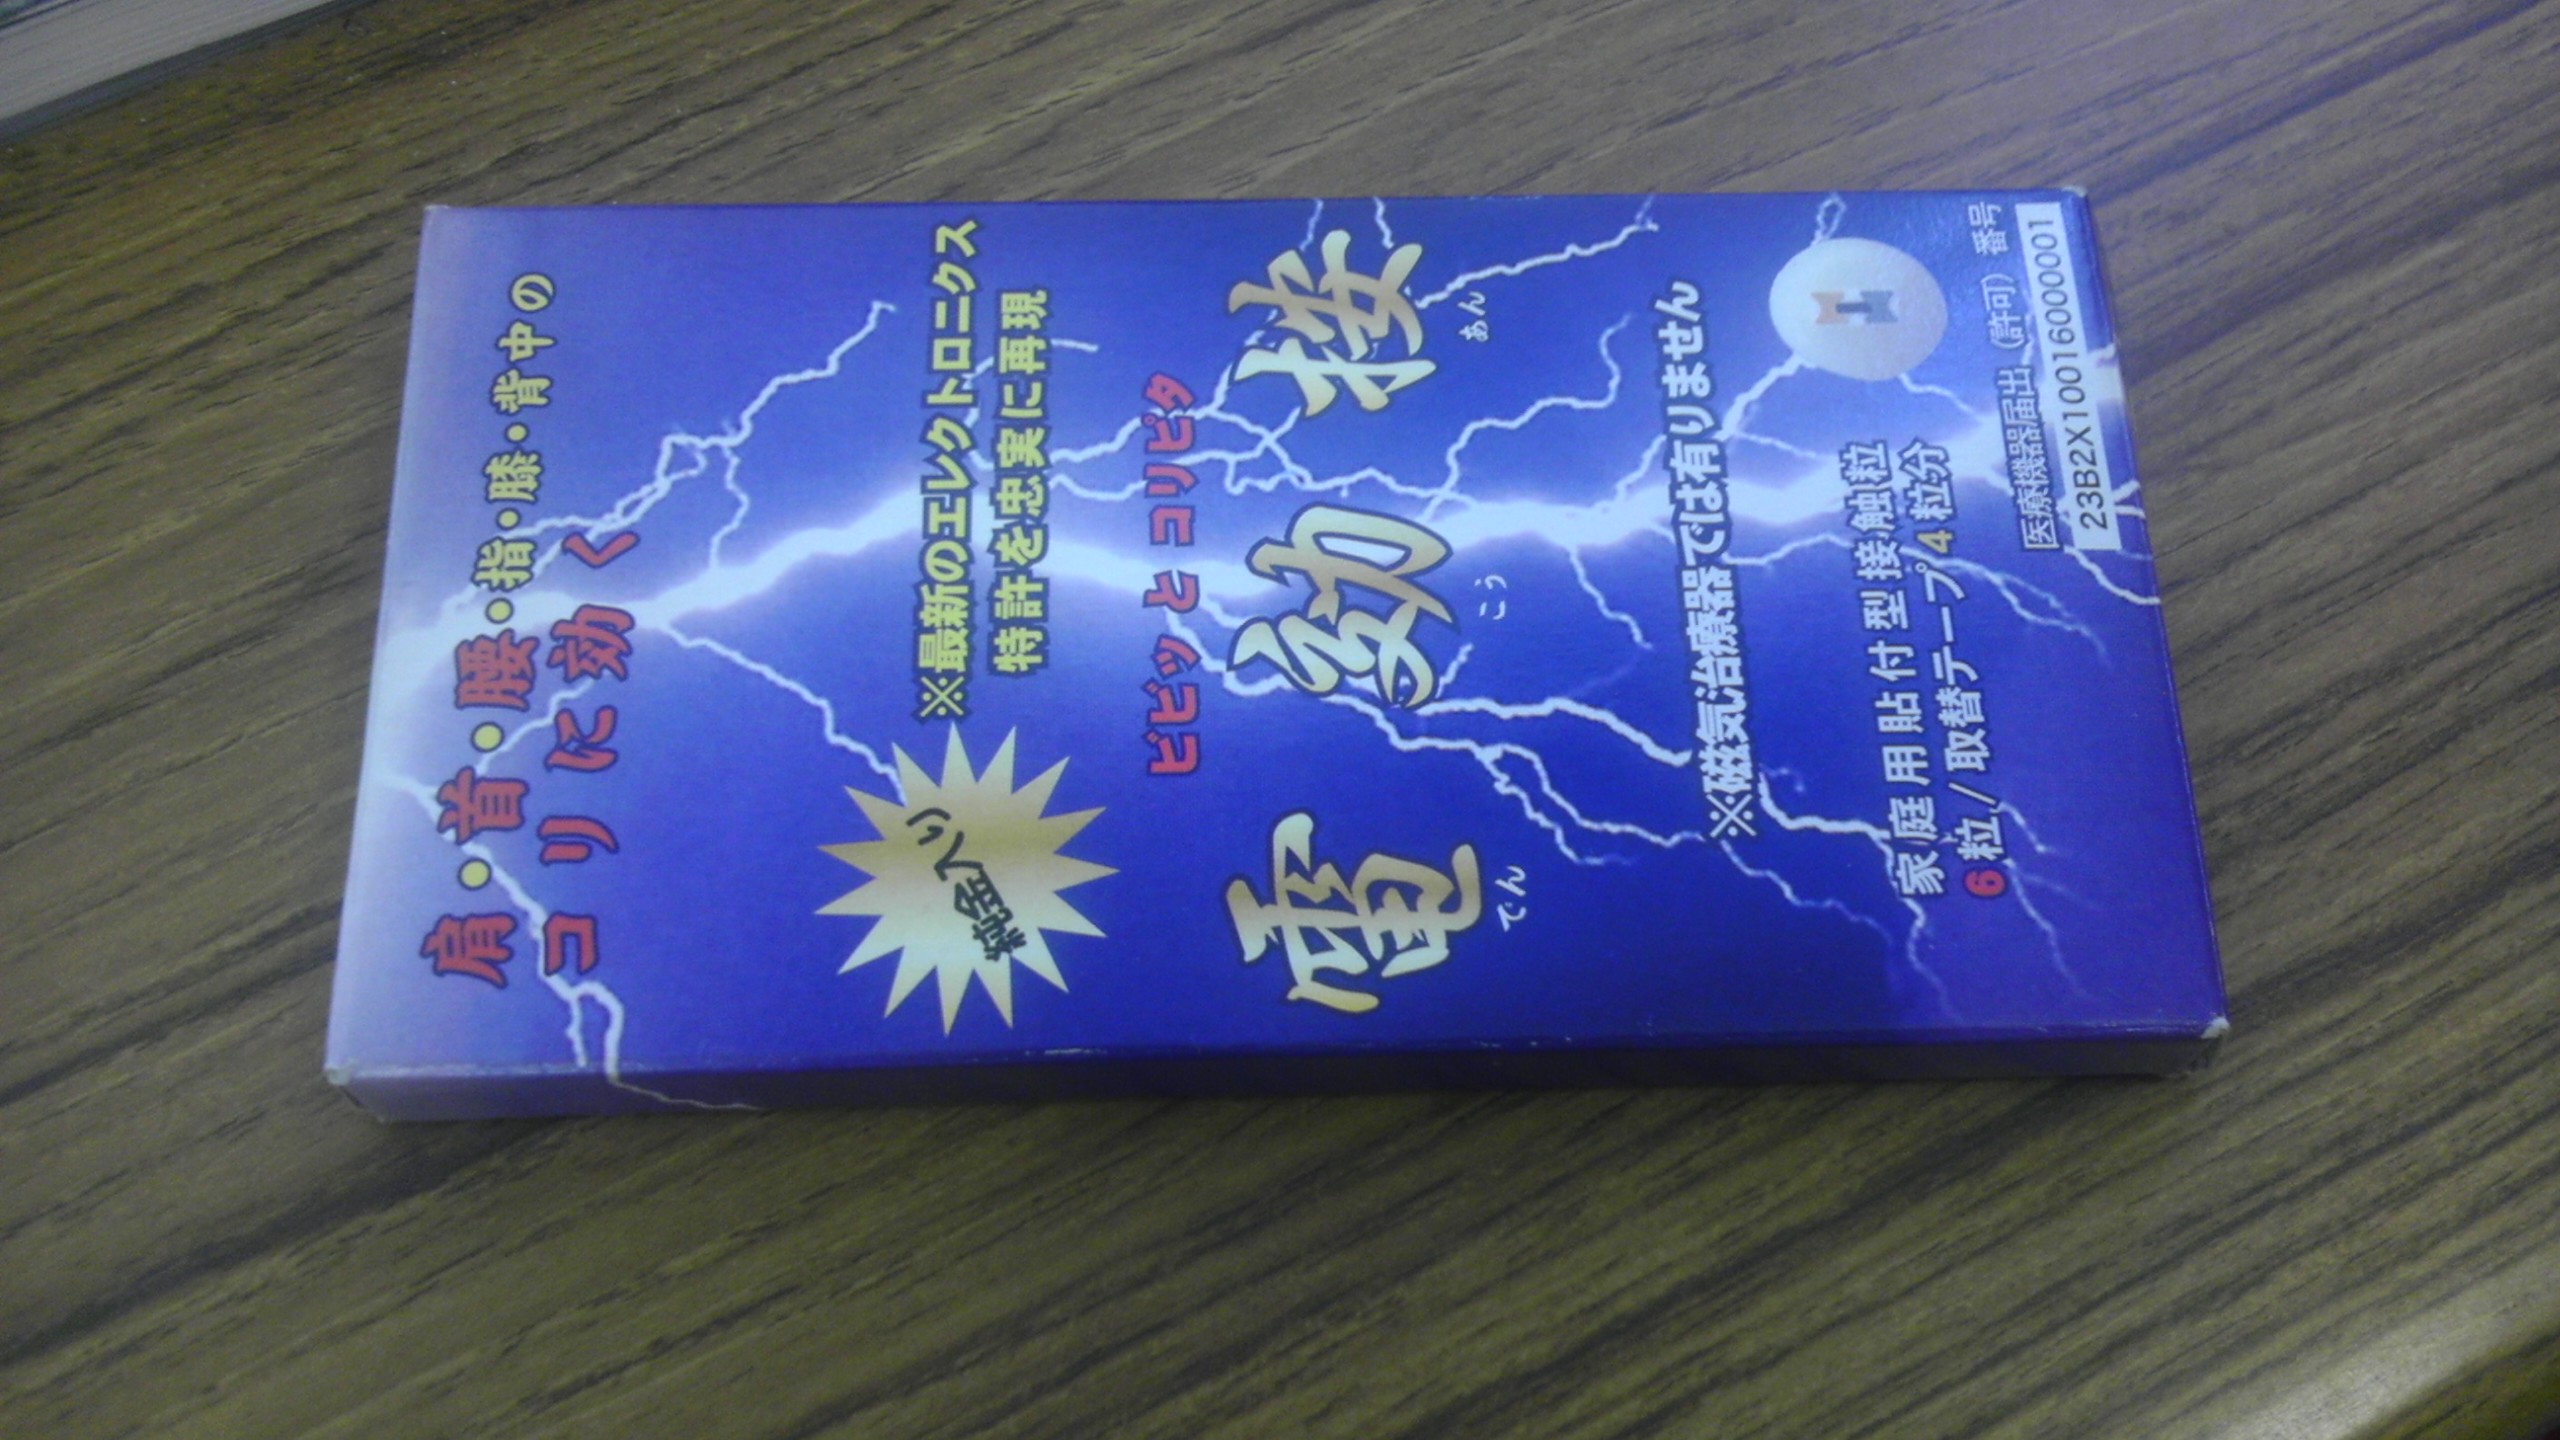 肩・首・腰・指・膝・背中の
コリに効く
純金入り
※最新のエレクトロニクス
特許を忠実に再現
ビビッとコリピタ
電効按
でん こう あん
※磁気治療器では有りません
家庭用貼付型接触粒
6粒/取替テープ4粒分
医療機器届出(許可)番号
23B2X10016000001